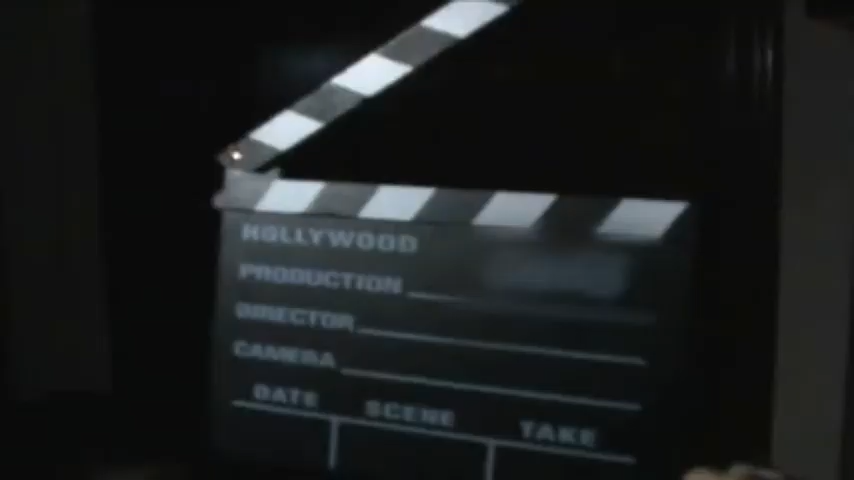 HOLLYWOOD
PRODUCTION
DIRECTOR
CAMERA
DATE SCENE TAKE